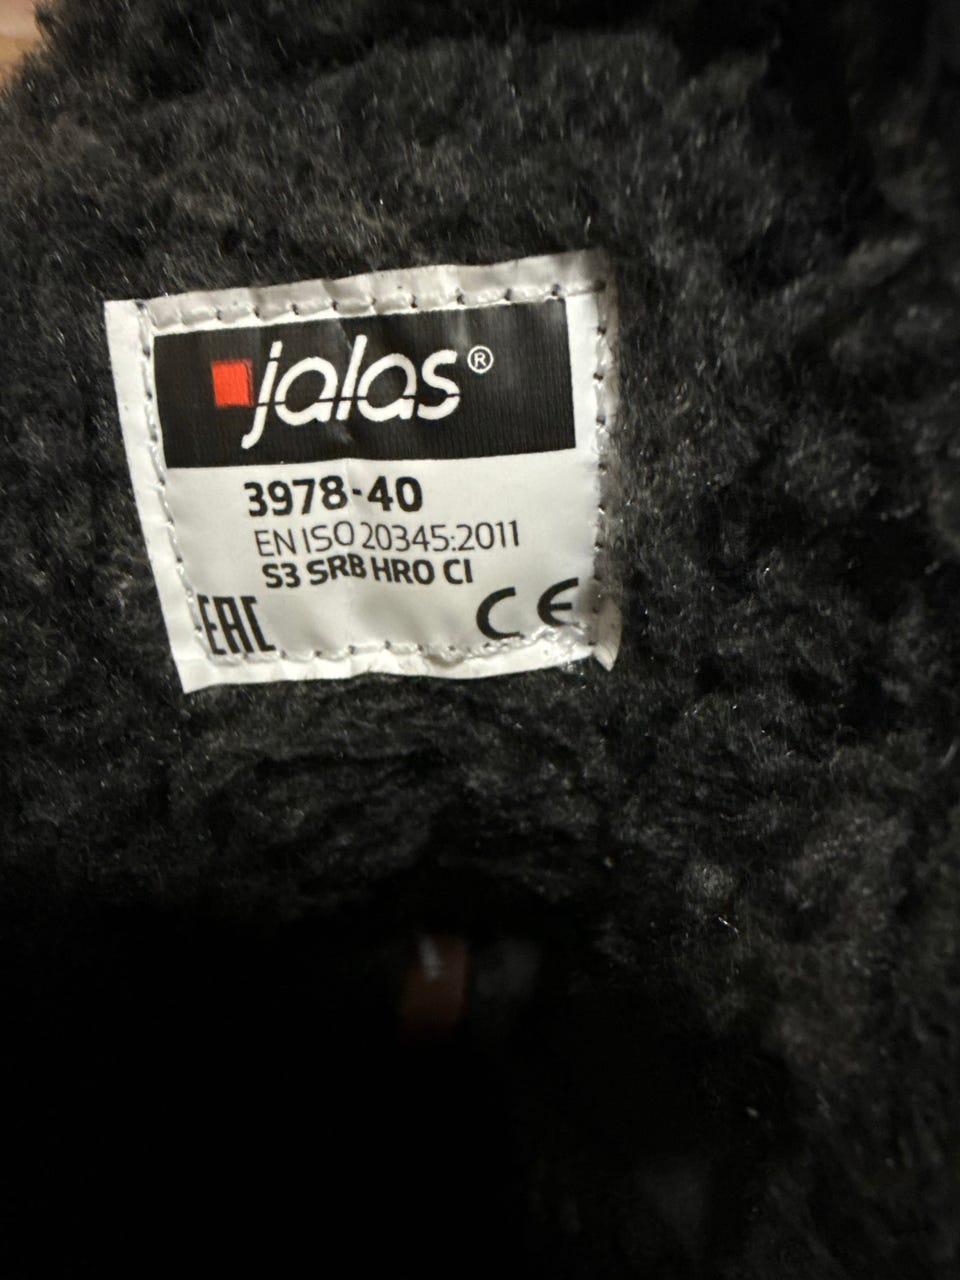 jalas®
3978-40
EN ISO 20345:2011
S3 SRB HRO CI
EAC CE